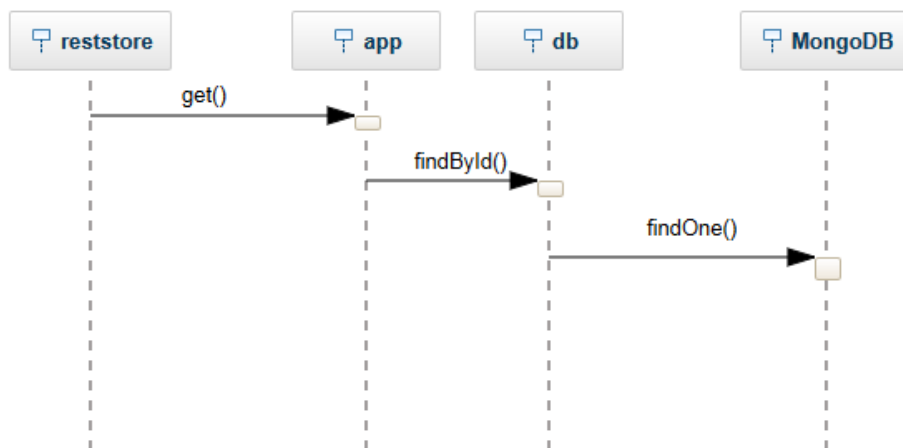 reststore
app
db
MongoDB
get()
findById()
findOne()